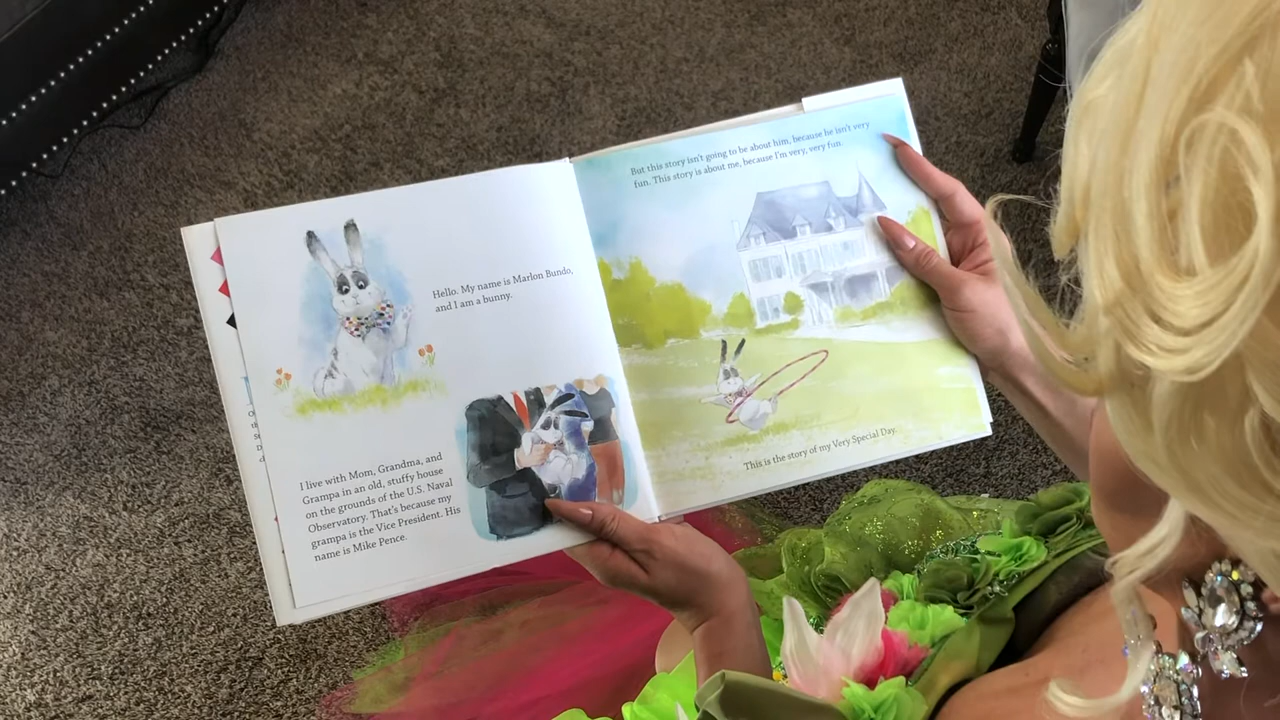 Hello. My name is Marlon Bundo,
and I am a bunny.
I live with Mom, Grandma, and
Grampa in an old, stuffy house
on the grounds of the U.S. Naval
Observatory. That's because my
grampa is the Vice President. His
name is Mike Pence.
But this story isn't going to be about him, because he isn't very
fun. This story is about me, because I'm very, very fun.
This is the story of my Very Special Day.